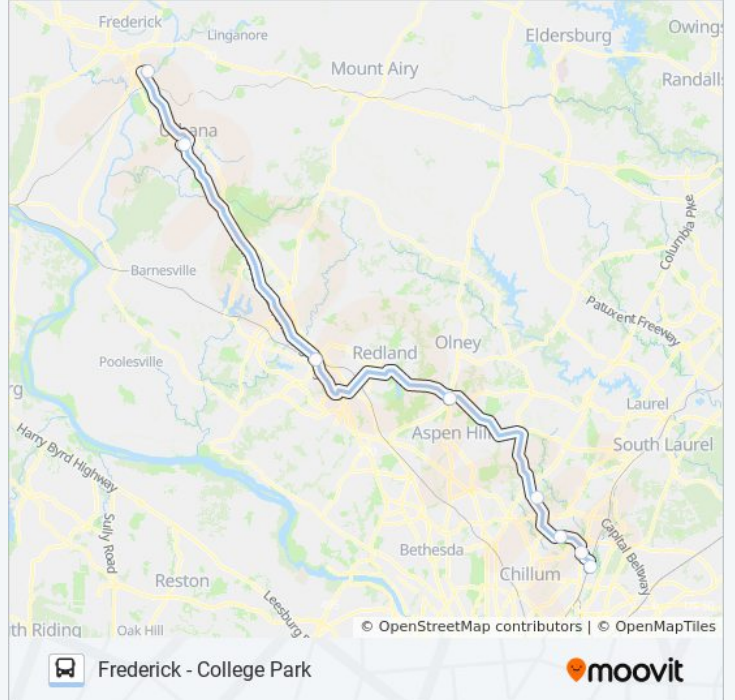 Frederick
Linganore
Eldersburg
Owing
Mount Airy
Randalls
Urbana
Columbia Pike
Barnesville
Patuxent Freeway
Poolesville
Redland
Olney
rg
Laurel
Aspen Hill
South Laurel
Harry Byrd Highway
Sully Road
Capital Beltway
Bethesda
Chillum
Reston
Leesburg P
th Riding
Oak Hill
© OpenStreetMap contributors | © OpenMapTiles
Frederick - College Park
moovit